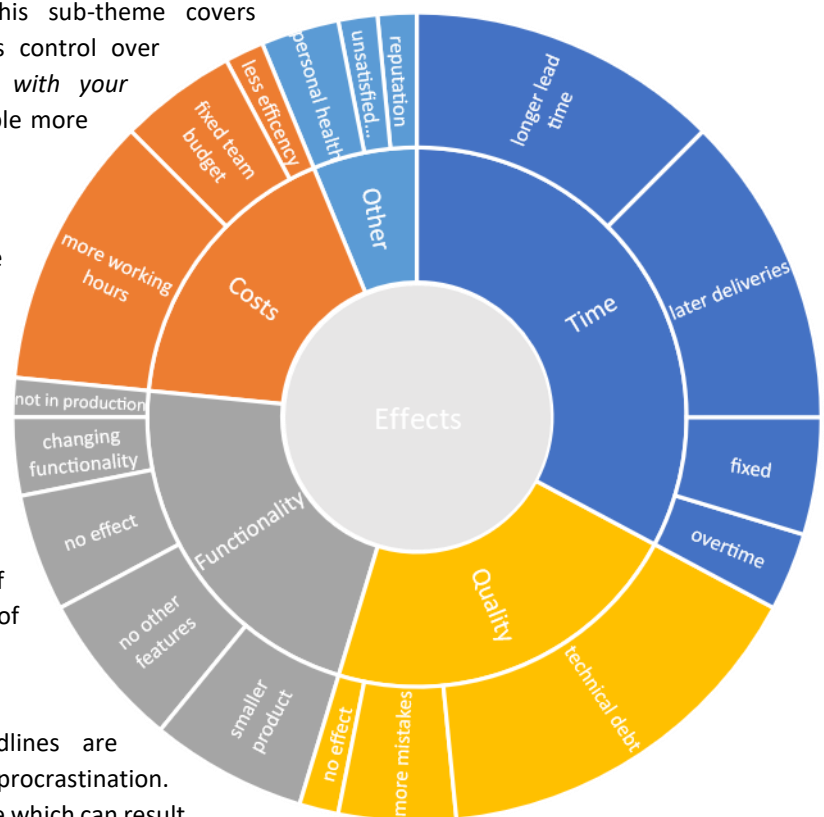 his sub-theme covers
s control over
with your
ole more
e
f
of
dlines are
procrastination.
e which can result
Effects
Time
longer lead
time
later deliveries
fixed
overtime
Quality
technical debt
more mistakes
no effect
Functionality
smaller
product
no other
features
no effect
changing
functionality
not in production
Costs
more working
hours
fixed team
budget
less efficency
Other
personal health
unsatisfied...
reputation